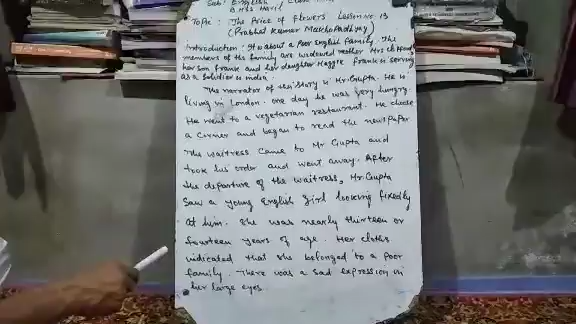 Sub: English
Topic: The Price of Flowers Lesson no 13
(Prabhat Kumar Mukhopadhyay)
Introduction: It is about a Poor English family. The
members of the family are widowed mother Mrs Clifford
her son Frank and her daughter Maggie Frank is serving
as a Soldier in India.
The narrator of this story is Mr Gupta. He is
living in London. one day he was very hungry.
He went to a vegetarian restaurant. He chose
a corner and began to read the newspaper
The waitress came to Mr Gupta and
took his order and went away. After
the departure of the waitress, Mr Gupta
saw a young English girl looking fixedly
at him. She was nearly thirteen or
fourteen years of age. Her cloths
indicated that she belonged to a Poor
family. There was a sad expression in
her large eyes.